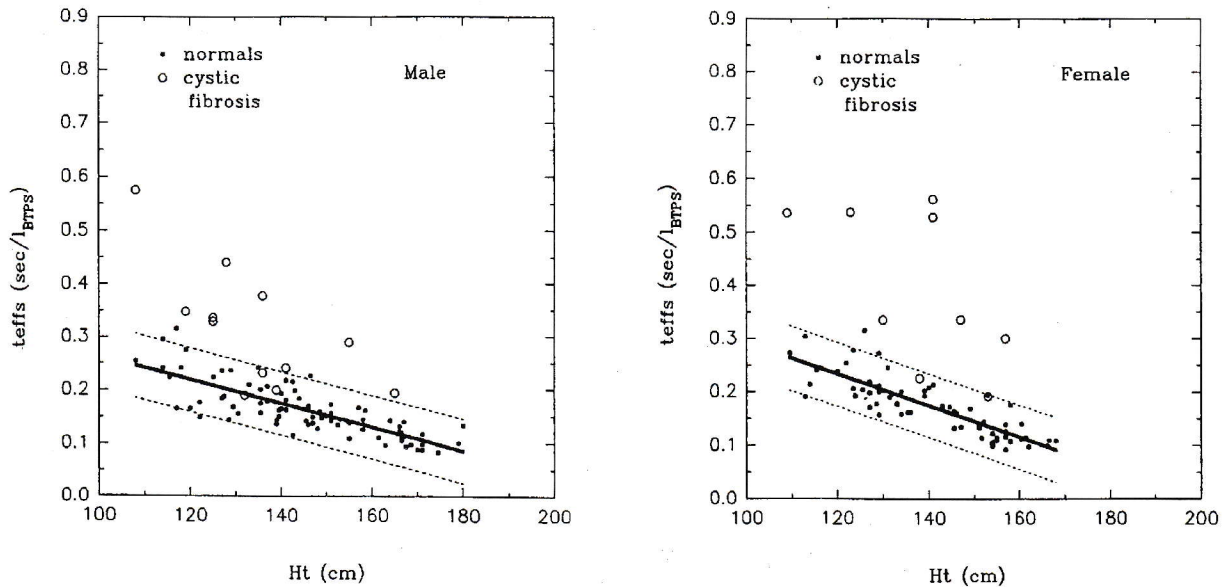 0.9
0.8
0.7
0.6
0.5
0.4
0.3
0.2
0.1
0.0
100 120 140 160 180 200
teffs (sec/l_BTPS)
Ht (cm)
normals
cystic
fibrosis
Male
0.9
0.8
0.7
0.6
0.5
0.4
0.3
0.2
0.1
0.0
100 120 140 160 180 200
teffs (sec/l_BTPS)
Ht (cm)
normals
cystic
fibrosis
Female